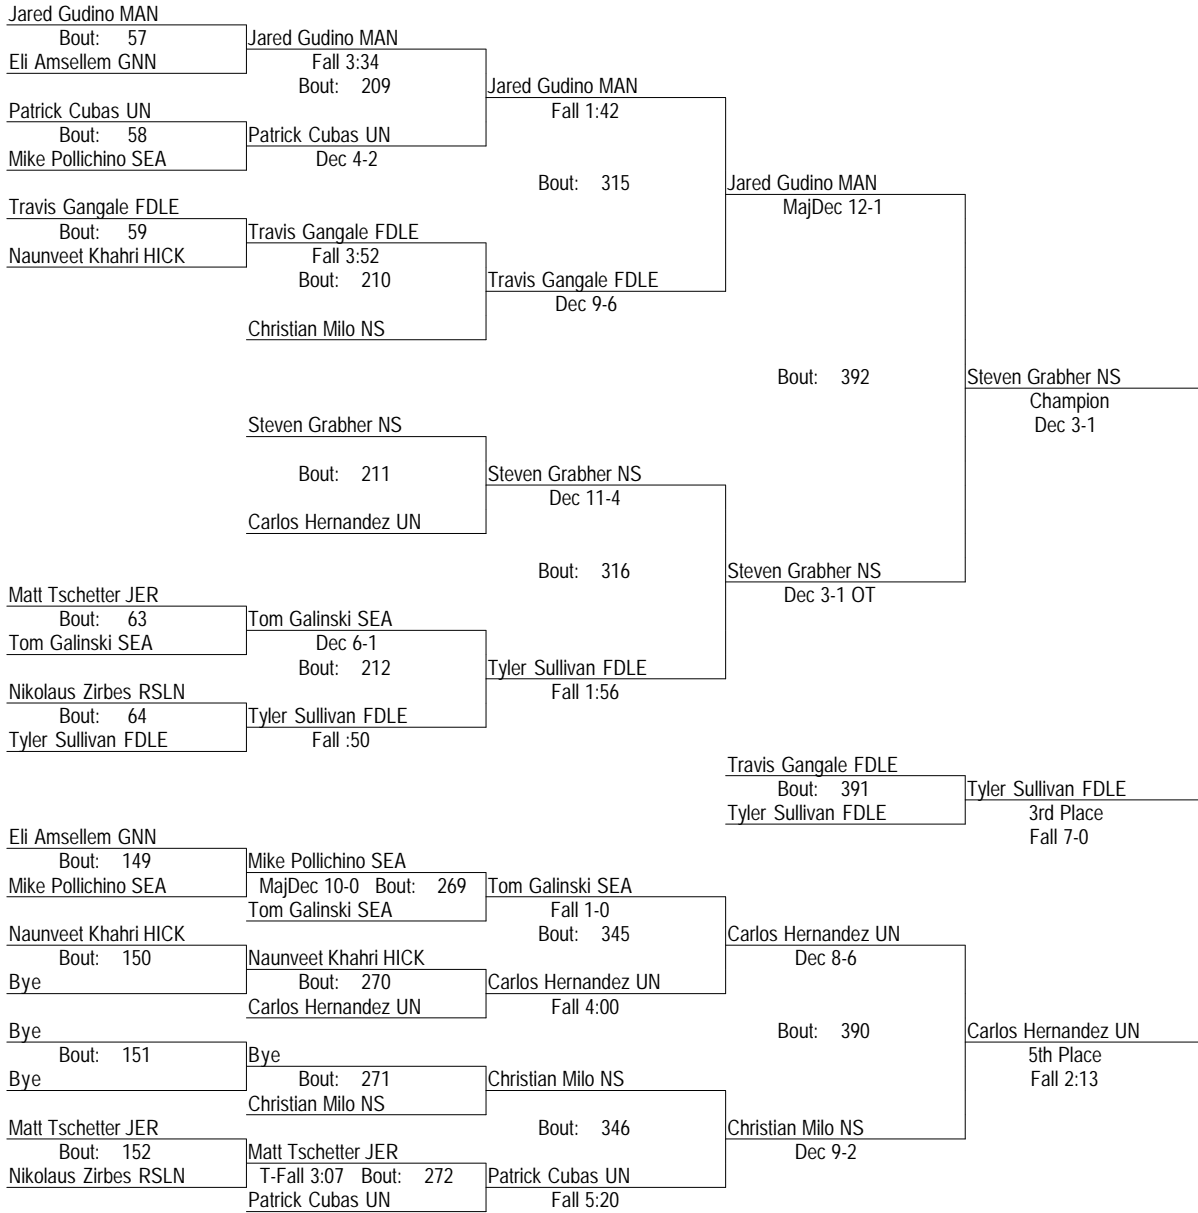 Jared Gudino MAN
Bout: 57
Jared Gudino MAN
Eli Amsellem GNN
Fall 3:34
Bout: 209
Jared Gudino MAN
Patrick Cubas UN
Fall 1:42
Bout: 58
Patrick Cubas UN
Mike Pollichino SEA
Dec 4-2
Bout: 315
Jared Gudino MAN
Travis Gangale FDLE
MajDec 12-1
Bout: 59
Travis Gangale FDLE
Naunveet Khahri HICK
Fall 3:52
Bout: 210
Travis Gangale FDLE
Dec 9-6
Christian Milo NS
Bout: 392
Steven Grabher NS
Champion
Steven Grabher NS
Dec 3-1
Bout: 211
Steven Grabher NS
Dec 11-4
Carlos Hernandez UN
Bout: 316
Steven Grabher NS
Matt Tschetter JER
Dec 3-1 OT
Bout: 63
Tom Galinski SEA
Tom Galinski SEA
Dec 6-1
Bout: 212
Tyler Sullivan FDLE
Nikolaus Zirbes RSLN
Fall 1:56
Bout: 64
Tyler Sullivan FDLE
Tyler Sullivan FDLE
Fall :50
Travis Gangale FDLE
Bout: 391
Tyler Sullivan FDLE
Tyler Sullivan FDLE
3rd Place
Fall 7-0
Eli Amsellem GNN
Bout: 149
Mike Pollichino SEA
Mike Pollichino SEA
MajDec 10-0 Bout: 269
Tom Galinski SEA
Tom Galinski SEA
Fall 1-0
Naunveet Khahri HICK
Bout: 345
Carlos Hernandez UN
Bout: 150
Naunveet Khahri HICK
Dec 8-6
Bye
Bout: 270
Carlos Hernandez UN
Carlos Hernandez UN
Fall 4:00
Bye
Bout: 390
Carlos Hernandez UN
Bout: 151
Bye
5th Place
Bye
Bout: 271
Christian Milo NS
Fall 2:13
Christian Milo NS
Matt Tschetter JER
Bout: 346
Christian Milo NS
Bout: 152
Matt Tschetter JER
Dec 9-2
Nikolaus Zirbes RSLN
T-Fall 3:07 Bout: 272
Patrick Cubas UN
Patrick Cubas UN
Fall 5:20